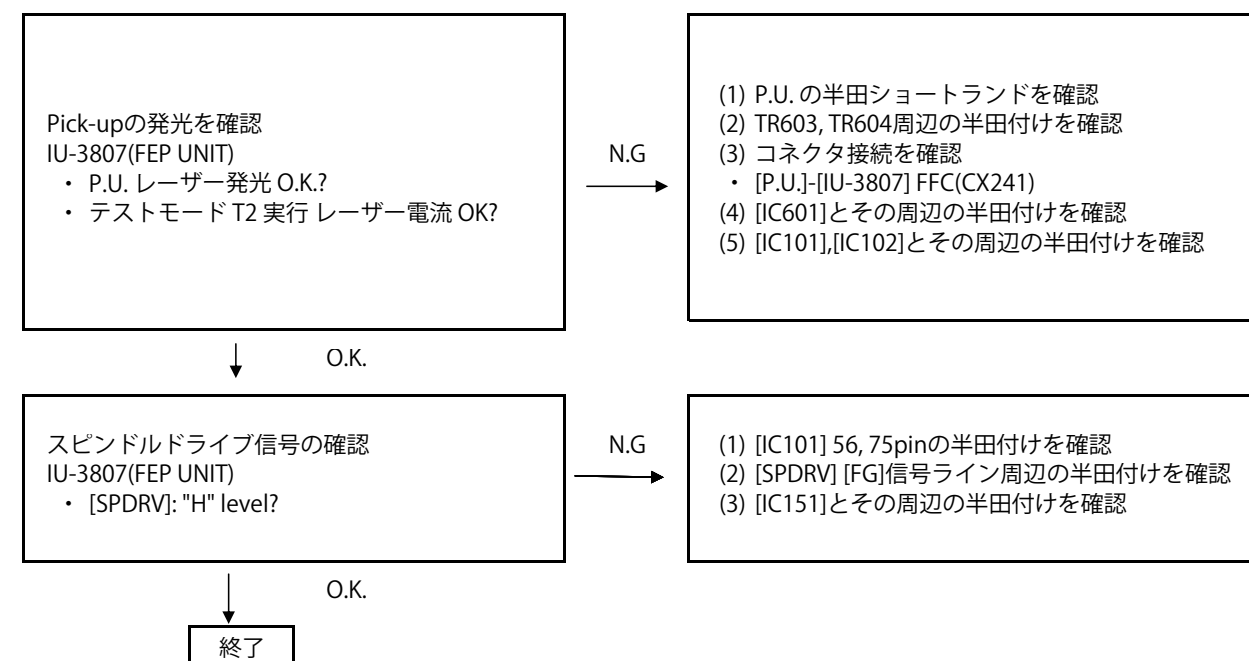 Pick-upの発光を確認
IU-3807(FEP UNIT)
・ P.U. レーザー発光 O.K.?
・ テストモード T2 実行 レーザー電流 OK?
N.G
(1) P.U. の半田ショートランドを確認
(2) TR603, TR604周辺の半田付けを確認
(3) コネクタ接続を確認
・ [P.U.]-[IU-3807] FFC(CX241)
(4) [IC601]とその周辺の半田付けを確認
(5) [IC101],[IC102]とその周辺の半田付けを確認
O.K.
スピンドルドライブ信号の確認
IU-3807(FEP UNIT)
・ [SPDRV]: "H" level?
N.G
(1) [IC101] 56, 75pinの半田付けを確認
(2) [SPDRV] [FG]信号ライン周辺の半田付けを確認
(3) [IC151]とその周辺の半田付けを確認
O.K.
終了